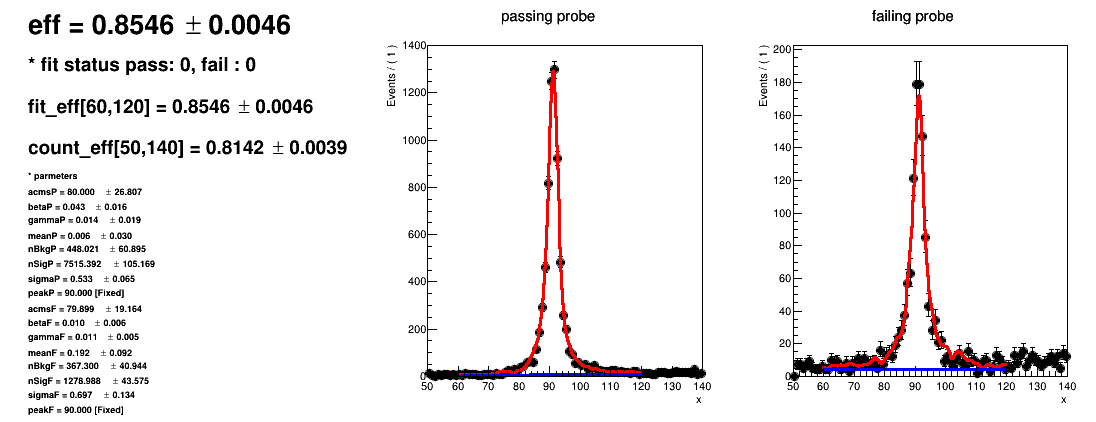 eff = 0.8546 ± 0.0046
* fit status pass: 0, fail : 0
fit_eff[60,120] = 0.8546 ± 0.0046
count_eff[50,140] = 0.8142 ± 0.0039
* parmeters
acmsP = 80.000 ± 26.807
betaP = 0.043 ± 0.016
gammaP = 0.014 ± 0.019
meanP = 0.006 ± 0.030
nBkgP = 448.021 ± 60.895
nSigP = 7515.392 ± 105.169
sigmaP = 0.533 ± 0.065
peakP = 90.000 [Fixed]
acmsF = 79.899 ± 19.164
betaF = 0.010 ± 0.006
gammaF = 0.011 ± 0.005
meanF = 0.192 ± 0.092
nBkgF = 367.300 ± 40.944
nSigF = 1278.988 ± 43.575
sigmaF = 0.697 ± 0.134
peakF = 90.000 [Fixed]
passing probe
Events / ( 1 )
1400
1200
1000
800
600
400
200
0
50 60 70 80 90 100 110 120 130 140
x
failing probe
Events / ( 1 )
200
180
160
140
120
100
80
60
40
20
0
50 60 70 80 90 100 110 120 130 140
x